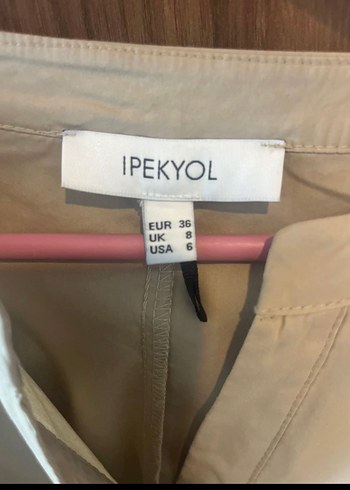 IPEKYOL
EUR 36
UK 8
USA 6